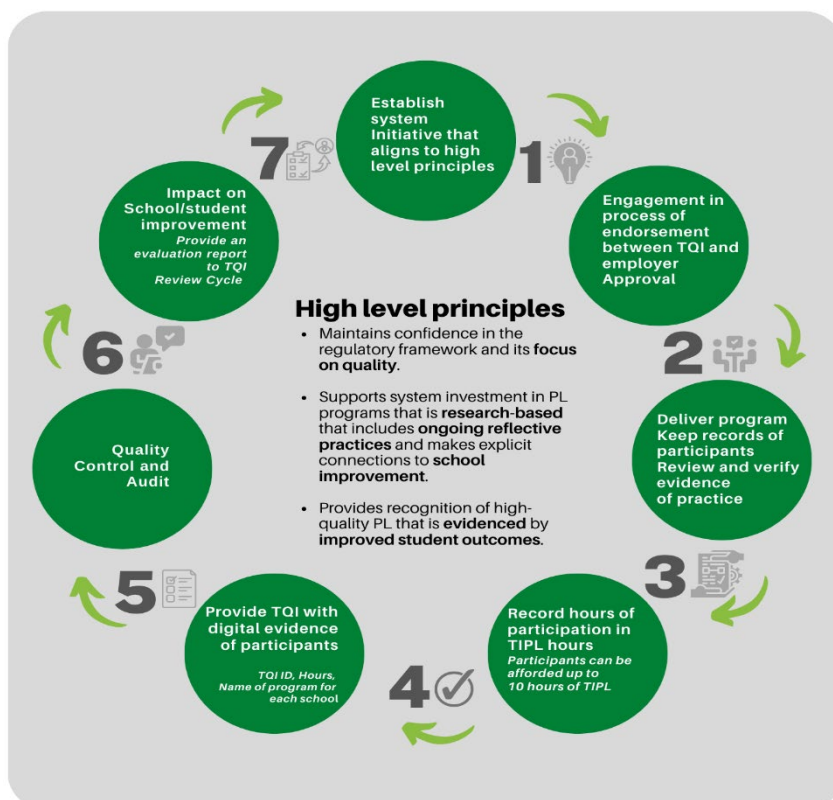 Establish
system
Initiative that
aligns to high
level principles
1
Engagement in
process of
endorsement
between TQI and
employer
Approval
2
Deliver program
Keep records of
participants
Review and verify
evidence
of practice
3
Record hours of
participation in
TIPL hours
Participants can be
afforded up to
10 hours of TIPL
4
Provide TQI with
digital evidence
of participants
TQI ID, Hours,
Name of program for
each school
5
Quality
Control and
Audit
6
Impact on
School/student
improvement
Provide an
evaluation report
to TQI
Review Cycle
7
High level principles
• Maintains confidence in the
regulatory framework and its focus
on quality.
• Supports system investment in PL
programs that is research-based
that includes ongoing reflective
practices and makes explicit
connections to school
improvement.
• Provides recognition of high-
quality PL that is evidenced by
improved student outcomes.